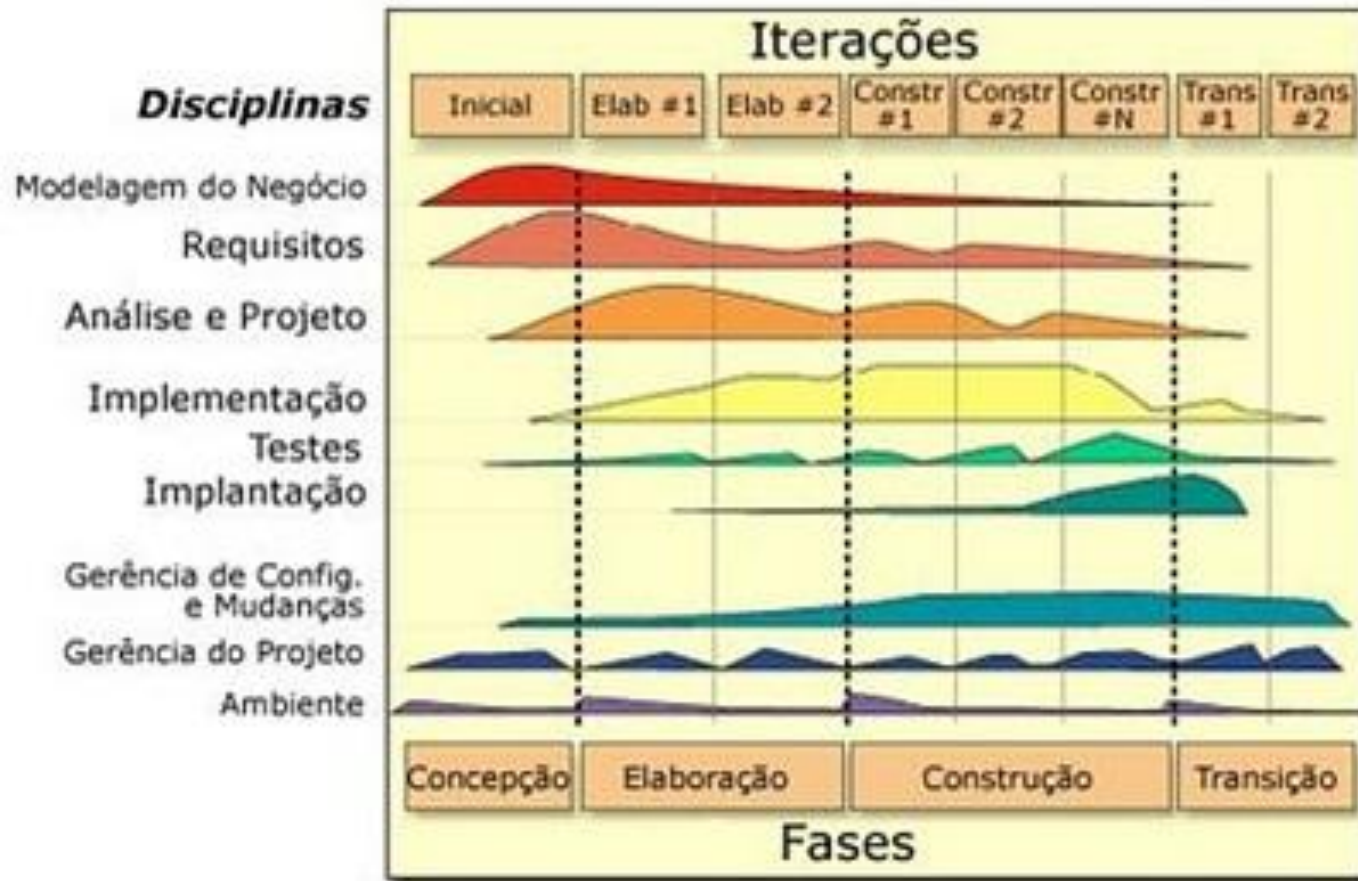 Iterações
Disciplinas
Inicial
Elab #1
Elab #2
Constr
#1
Constr
#2
Constr
#N
Trans
#1
Trans
#2
Modelagem do Negócio
Requisitos
Análise e Projeto
Implementação
Testes
Implantação
Gerência de Config.
e Mudanças
Gerência do Projeto
Ambiente
Concepção
Elaboração
Construção
Transição
Fases